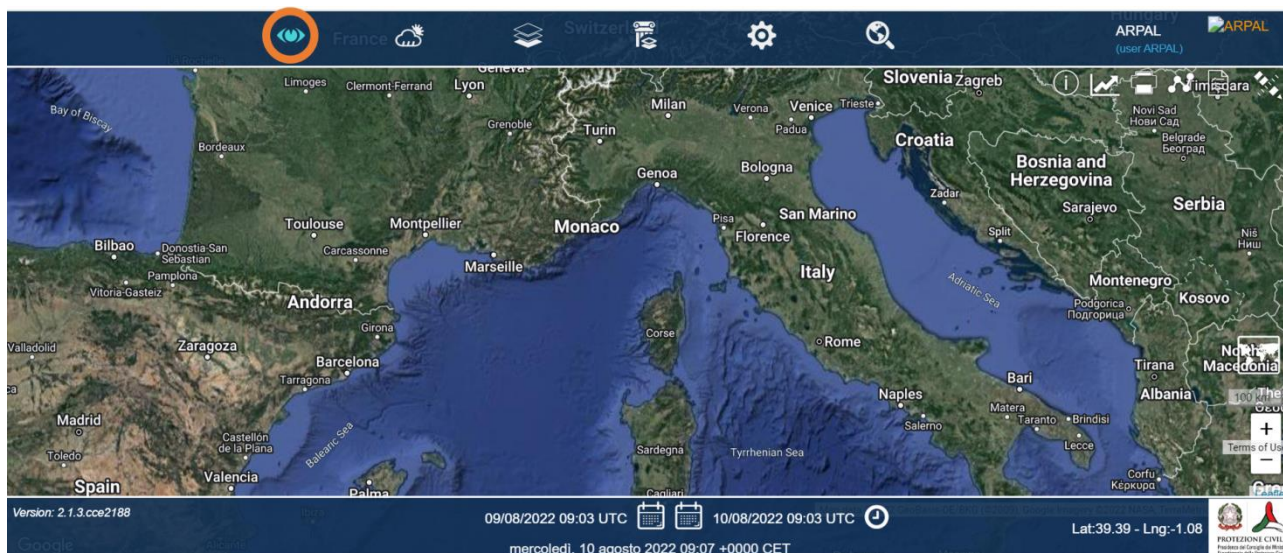 France
Switzerland
Hungary
ARPAL
(user ARPAL)
ARPAL
La Rochelle
Limoges
Clermont-Ferrand
Lyon
Geneva
Slovenia
Zagreb
Timișoara
Bay of Biscay
Milan
Verona
Venice
Trieste
Novi Sad
Нови Сад
Grenoble
Turin
Padua
Belgrade
Београд
Bordeaux
Croatia
Bosnia and
Herzegovina
Genoa
Bologna
Zadar
Toulouse
Montpellier
Monaco
Pisa
San Marino
Sarajevo
Serbia
Florence
Split
Niš
Ниш
Bilbao
Donostia-San
Sebastian
Carcassonne
Marseille
Italy
Adriatic Sea
Montenegro
Pamplona
Vitoria-Gasteiz
Andorra
Podgorica
Подгорица
Kosovo
Girona
Corse
Valladolid
Zaragoza
Rome
North
Macedonia
Barcelona
Tirana
Tarragona
Bari
Albania
100 km
Naples
Madrid
Matera
Taranto
Brindisi
Salerno
Castellón
de la Plana
Balearic Sea
Toledo
Sardegna
Tyrrhenian Sea
Lecce
+
Terms of Use
−
Valencia
Corfu
Κέρκυρα
Spain
Palma
Cagliari
Version: 2.1.3.cce2188
09/08/2022 09:03 UTC
10/08/2022 09:03 UTC
Lat:39.39 - Lng:-1.08
PROTEZIONE CIVILE
Google
mercoledì, 10 agosto 2022 09:07 +0000 CET